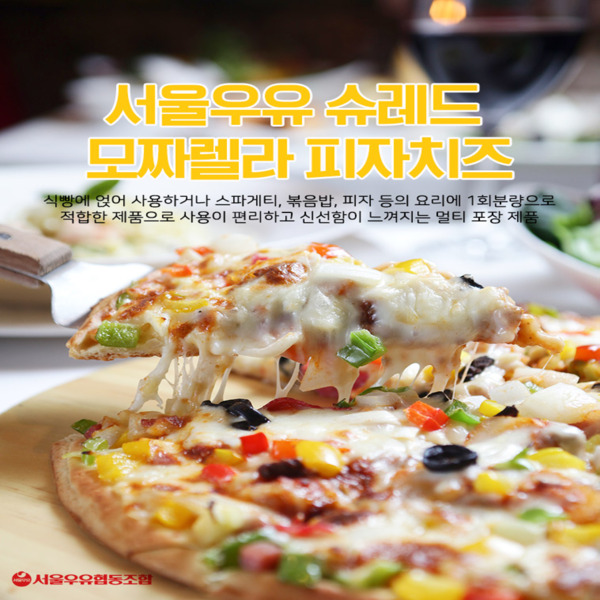 서울우유 슈레드
모짜렐라 피자치즈
식빵에 얹어 사용하거나 스파게티, 볶음밥, 피자 등의 요리에 1회분량으로
적합한 제품으로 사용이 편리하고 신선함이 느껴지는 멀티 포장 제품
서울우유협동조합